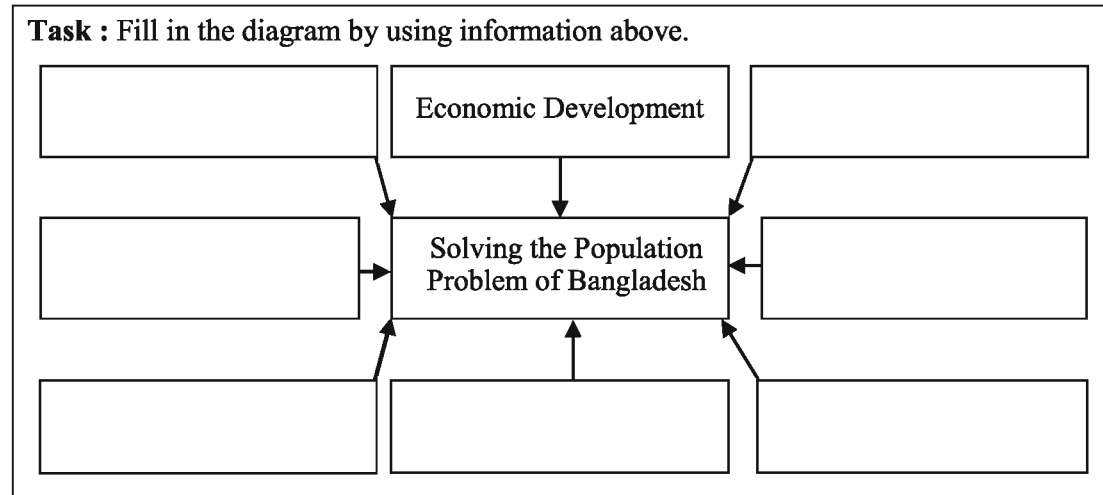 Task : Fill in the diagram by using information above.
Economic Development
Solving the Population
Problem of Bangladesh